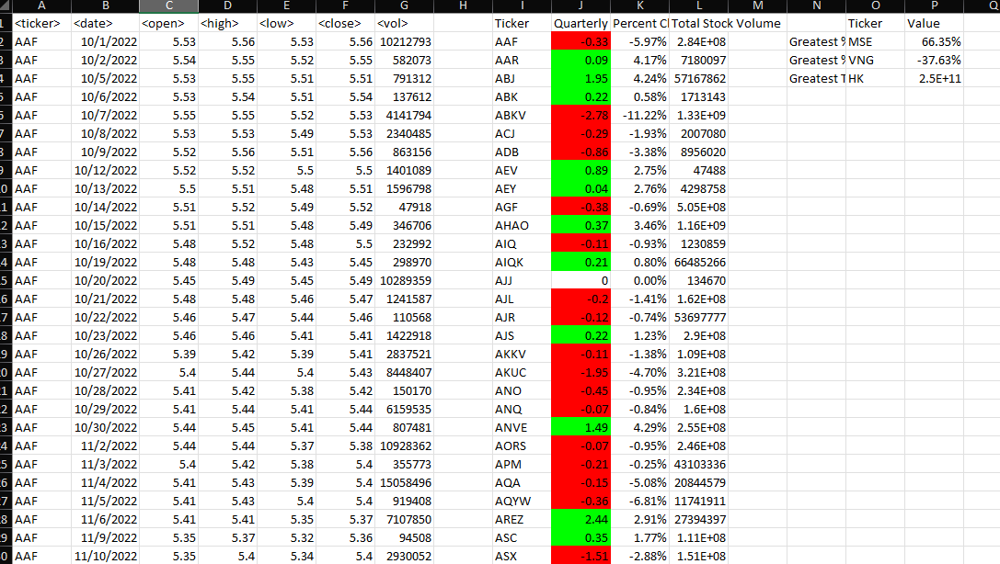 A B C D E F G H I J K L M N O P Q
1 <ticker> <date> <open> <high> <low> <close> <vol> Ticker Quarterly Percent Cl Total Stock Volume Ticker Value
2 AAF 10/1/2022 5.53 5.56 5.53 5.56 10212793 AAF -0.33 -5.97% 2.84E+08 Greatest % MSE 66.35%
3 AAF 10/2/2022 5.54 5.55 5.52 5.55 582073 AAR 0.09 4.17% 7180097 Greatest % VNG -37.63%
4 AAF 10/5/2022 5.53 5.55 5.51 5.51 791312 ABJ 1.95 4.24% 57167862 Greatest T HK 2.5E+11
5 AAF 10/6/2022 5.53 5.54 5.51 5.54 137612 ABK 0.22 0.58% 1713143
6 AAF 10/7/2022 5.55 5.55 5.52 5.53 4141794 ABKV -2.78 -11.22% 1.33E+09
7 AAF 10/8/2022 5.53 5.53 5.49 5.53 2340485 ACJ -0.29 -1.93% 2007080
8 AAF 10/9/2022 5.52 5.56 5.51 5.56 863156 ADB -0.86 -3.38% 8956020
9 AAF 10/12/2022 5.52 5.52 5.5 5.5 1401089 AEV 0.89 2.75% 47488
0 AAF 10/13/2022 5.5 5.51 5.48 5.51 1596798 AEY 0.04 2.76% 4298758
1 AAF 10/14/2022 5.51 5.52 5.49 5.52 47918 AGF -0.38 -0.69% 5.05E+08
2 AAF 10/15/2022 5.51 5.51 5.48 5.49 346706 AHAO 0.37 3.46% 1.16E+09
3 AAF 10/16/2022 5.48 5.52 5.48 5.5 232992 AIQ -0.11 -0.93% 1230859
4 AAF 10/19/2022 5.48 5.48 5.43 5.45 298970 AIQK 0.21 0.80% 66485266
5 AAF 10/20/2022 5.45 5.49 5.45 5.49 10289359 AJJ 0 0.00% 134670
6 AAF 10/21/2022 5.48 5.48 5.46 5.47 1241587 AJL -0.2 -1.41% 1.62E+08
7 AAF 10/22/2022 5.46 5.47 5.44 5.46 110568 AJR -0.12 -0.74% 53697777
8 AAF 10/23/2022 5.46 5.46 5.41 5.41 1422918 AJS 0.22 1.23% 2.9E+08
9 AAF 10/26/2022 5.39 5.42 5.39 5.41 2837521 AKKV -0.11 -1.38% 1.09E+08
0 AAF 10/27/2022 5.4 5.44 5.4 5.43 8448407 AKUC -1.95 -4.70% 3.21E+08
1 AAF 10/28/2022 5.41 5.42 5.38 5.42 150170 ANO -0.45 -0.95% 2.34E+08
2 AAF 10/29/2022 5.41 5.44 5.41 5.44 6159535 ANQ -0.07 -0.84% 1.6E+08
3 AAF 10/30/2022 5.44 5.45 5.41 5.44 807481 ANVE 1.49 4.29% 2.55E+08
4 AAF 11/2/2022 5.44 5.44 5.37 5.38 10928362 AORS -0.07 -0.95% 2.46E+08
5 AAF 11/3/2022 5.4 5.42 5.38 5.4 355773 APM -0.21 -0.25% 43103336
6 AAF 11/4/2022 5.41 5.43 5.39 5.4 15058496 AQA -0.15 -5.08% 20844579
7 AAF 11/5/2022 5.41 5.43 5.4 5.4 919408 AQYW -0.36 -6.81% 11741911
8 AAF 11/6/2022 5.41 5.41 5.35 5.37 7107850 AREZ 2.44 2.91% 27394397
9 AAF 11/9/2022 5.35 5.37 5.32 5.36 94508 ASC 0.35 1.77% 1.11E+08
0 AAF 11/10/2022 5.35 5.4 5.34 5.4 2930052 ASX -1.51 -2.88% 1.51E+08